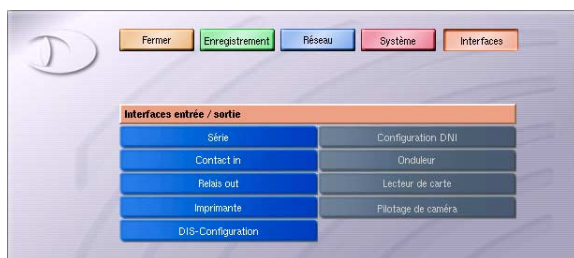 Fermer Enregistrement Réseau Système Interfaces
Interfaces entrée / sortie
Série Configuration DNI
Contact in Onduleur
Relais out Lecteur de carte
Imprimante Pilotage de caméra
DIS-Configuration